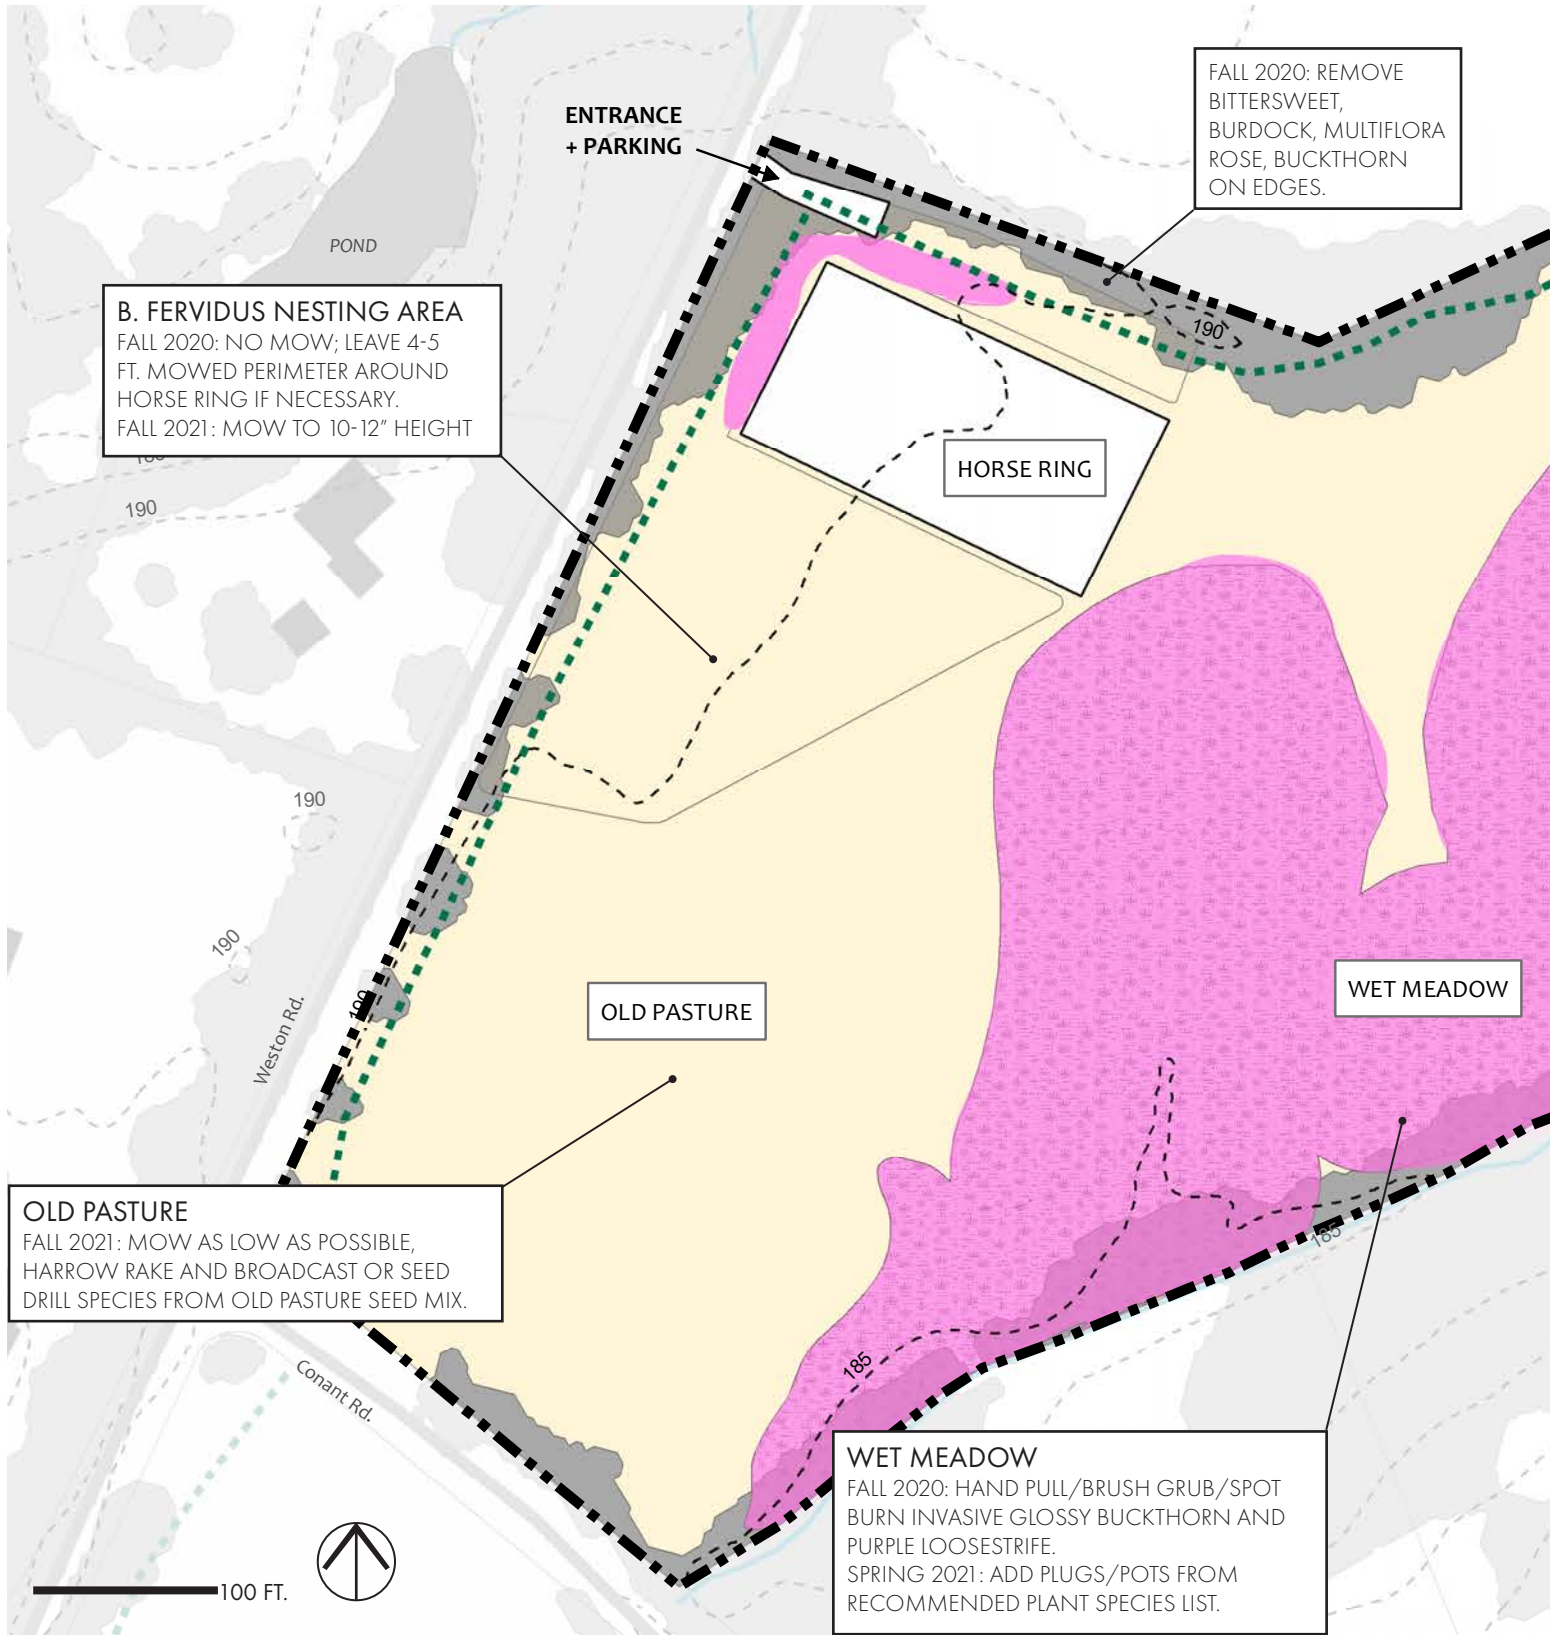 FALL 2020: REMOVE
BITTERSWEET,
BURDOCK, MULTIFLORA
ROSE, BUCKTHORN
ON EDGES.
ENTRANCE
+ PARKING
POND
B. FERVIDUS NESTING AREA
FALL 2020: NO MOW; LEAVE 4-5
FT. MOWED PERIMETER AROUND
HORSE RING IF NECESSARY.
FALL 2021: MOW TO 10-12” HEIGHT
190
HORSE RING
190
190
190
190
Weston Rd.
OLD PASTURE
WET MEADOW
OLD PASTURE
FALL 2021: MOW AS LOW AS POSSIBLE,
HARROW RAKE AND BROADCAST OR SEED
DRILL SPECIES FROM OLD PASTURE SEED MIX.
185
185
Conant Rd.
WET MEADOW
FALL 2020: HAND PULL/BRUSH GRUB/SPOT
BURN INVASIVE GLOSSY BUCKTHORN AND
PURPLE LOOSESTRIFE.
SPRING 2021: ADD PLUGS/POTS FROM
RECOMMENDED PLANT SPECIES LIST.
100 FT.